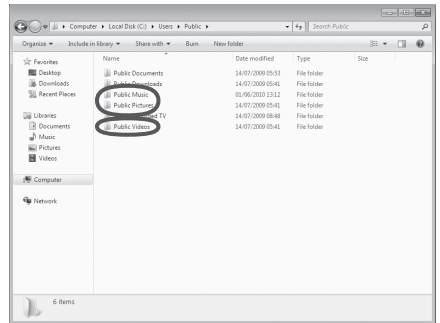 Computer ▸ Local Disk (C:) ▸ Users ▸ Public ▸ Search Public
Organize Include in library Share with Burn New folder
Favorites
Desktop
Downloads
Recent Places
Libraries
Documents
Music
Pictures
Videos
Computer
Network
Name Date modified Type Size
Public Documents 14/07/2009 05:53 File folder
Public Downloads 14/07/2009 05:41 File folder
Public Music 01/06/2010 13:12 File folder
Public Pictures 14/07/2009 05:41 File folder
TV 14/07/2009 08:48 File folder
Public Videos 14/07/2009 05:41 File folder
6 items